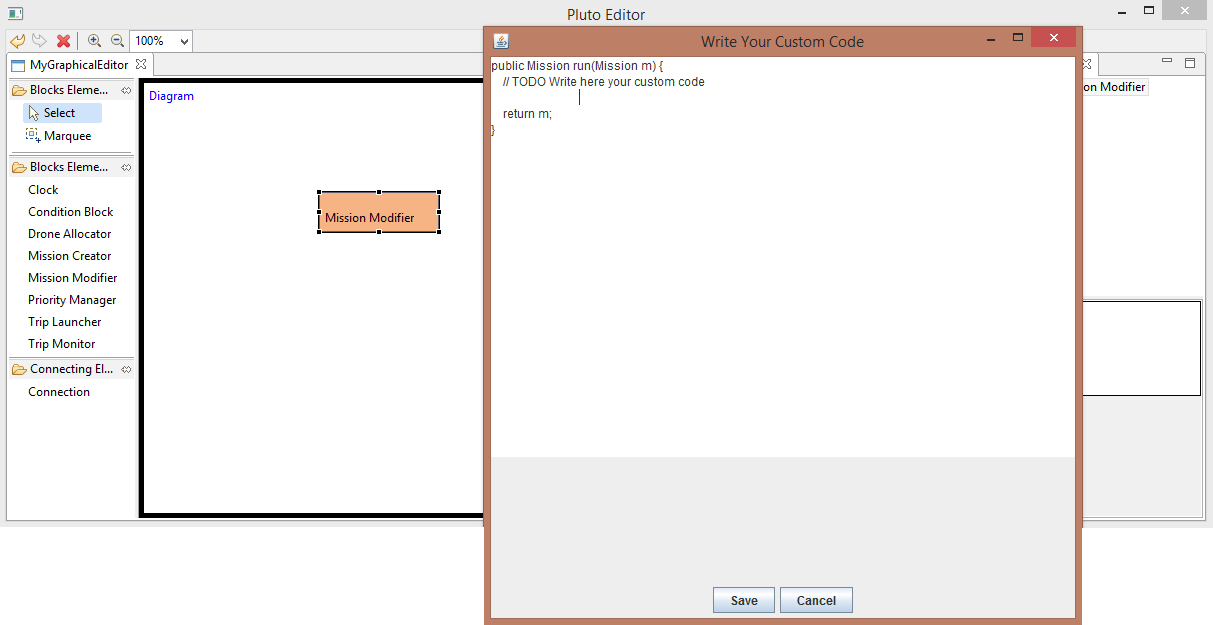 Pluto Editor
100%
MyGraphicalEditor
Blocks Eleme...
Select
Marquee
Blocks Eleme...
Clock
Condition Block
Drone Allocator
Mission Creator
Mission Modifier
Priority Manager
Trip Launcher
Trip Monitor
Connecting El...
Connection
Diagram
Mission Modifier
Write Your Custom Code
public Mission run(Mission m) {
// TODO Write here your custom code
return m;
}
Save
Cancel
on Modifier